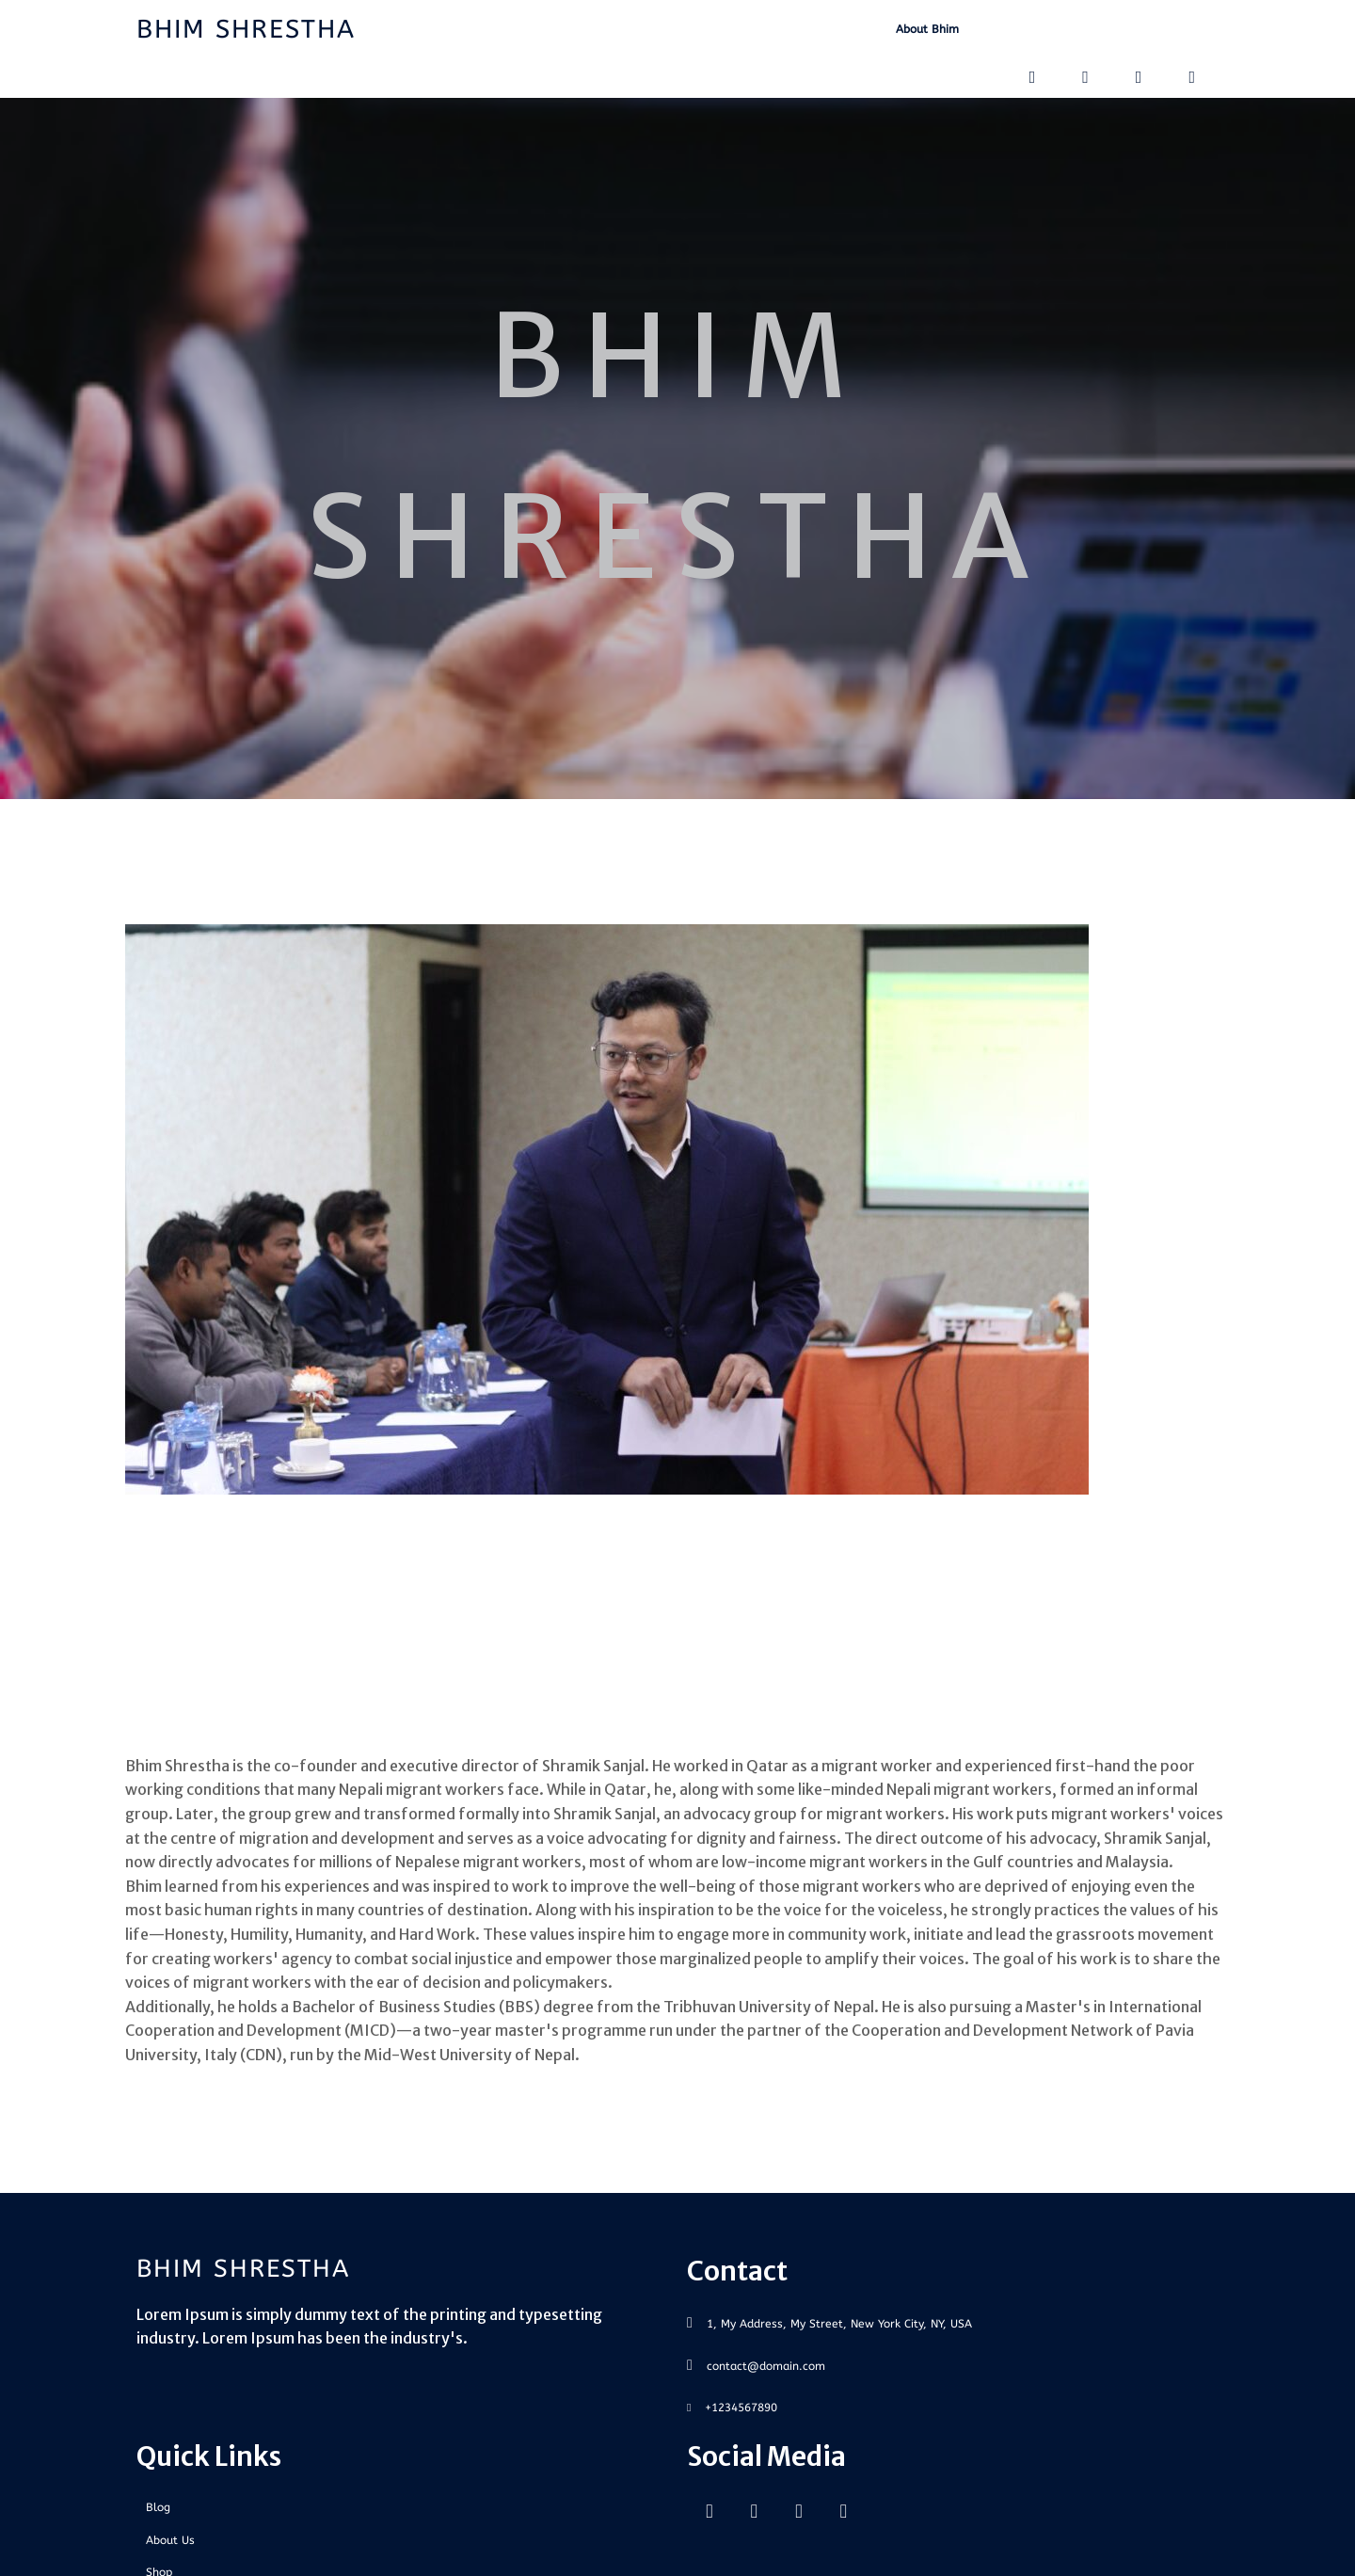 BHIM SHRESTHA
About Bhim
BHIM
SHRESTHA
Bhim Shrestha is the co-founder and executive director of Shramik Sanjal. He worked in Qatar as a migrant worker and experienced first-hand the poor
working conditions that many Nepali migrant workers face. While in Qatar, he, along with some like-minded Nepali migrant workers, formed an informal
group. Later, the group grew and transformed formally into Shramik Sanjal, an advocacy group for migrant workers. His work puts migrant workers' voices
at the centre of migration and development and serves as a voice advocating for dignity and fairness. The direct outcome of his advocacy, Shramik Sanjal,
now directly advocates for millions of Nepalese migrant workers, most of whom are low-income migrant workers in the Gulf countries and Malaysia.
Bhim learned from his experiences and was inspired to work to improve the well-being of those migrant workers who are deprived of enjoying even the
most basic human rights in many countries of destination. Along with his inspiration to be the voice for the voiceless, he strongly practices the values of his
life—Honesty, Humility, Humanity, and Hard Work. These values inspire him to engage more in community work, initiate and lead the grassroots movement
for creating workers' agency to combat social injustice and empower those marginalized people to amplify their voices. The goal of his work is to share the
voices of migrant workers with the ear of decision and policymakers.
Additionally, he holds a Bachelor of Business Studies (BBS) degree from the Tribhuvan University of Nepal. He is also pursuing a Master's in International
Cooperation and Development (MICD)—a two-year master's programme run under the partner of the Cooperation and Development Network of Pavia
University, Italy (CDN), run by the Mid-West University of Nepal.
BHIM SHRESTHA
Lorem Ipsum is simply dummy text of the printing and typesetting
industry. Lorem Ipsum has been the industry's.
Contact
1, My Address, My Street, New York City, NY, USA
contact@domain.com
+1234567890
Quick Links
Blog
About Us
Shop
Social Media